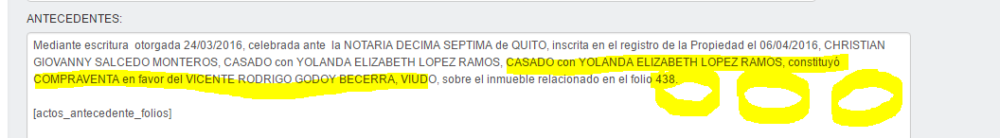 ANTECEDENTES:
Mediante escritura otorgada 24/03/2016, celebrada ante la NOTARIA DECIMA SEPTIMA de QUITO, inscrita en el registro de la Propiedad el 06/04/2016, CHRISTIAN
GIOVANNY SALCEDO MONTEROS, CASADO con YOLANDA ELIZABETH LOPEZ RAMOS, CASADO con YOLANDA ELIZABETH LOPEZ RAMOS, constituyó
COMPRAVENTA en favor del VICENTE RODRIGO GODOY BECERRA, VIUDO, sobre el inmueble relacionado en el folio 438.
[actos_antecedente_folios]